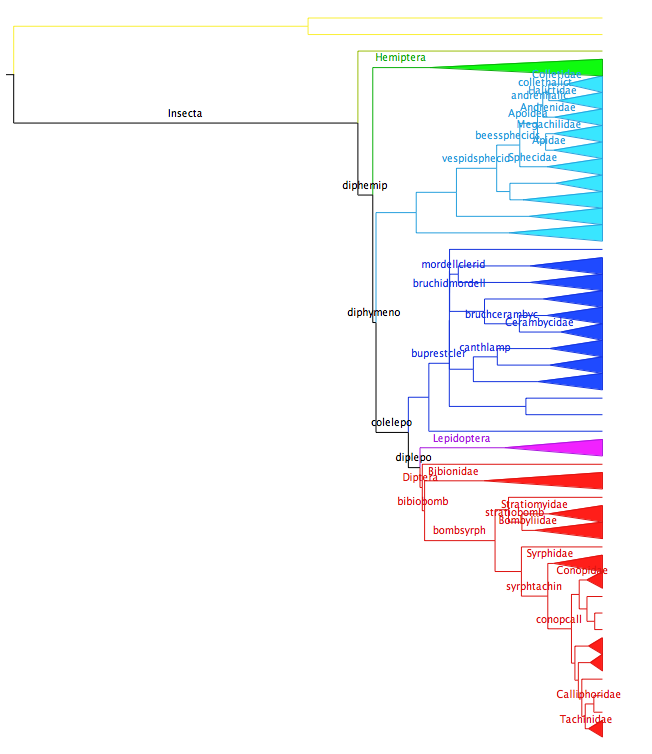 Hemiptera
Colletidae
collethalict
Halictidae
andrenhalic
Andrenidae
Apoidea
Insecta
Megachilidae
beessphecids
Apidae
vespidsphecid
Sphecidae
diphemip
mordellclerid
bruchidmordell
diphymeno
bruchcerambyc
Cerambycidae
canthlamp
buprestcler
colelepo
Lepidoptera
diplepo
Bibionidae
Diptera
bibiobomb
Stratiomyidae
stratiobomb
Bombyliidae
bombsyrph
Syrphidae
Conopidae
syrphtachin
conopcall
Calliphoridae
Tachinidae